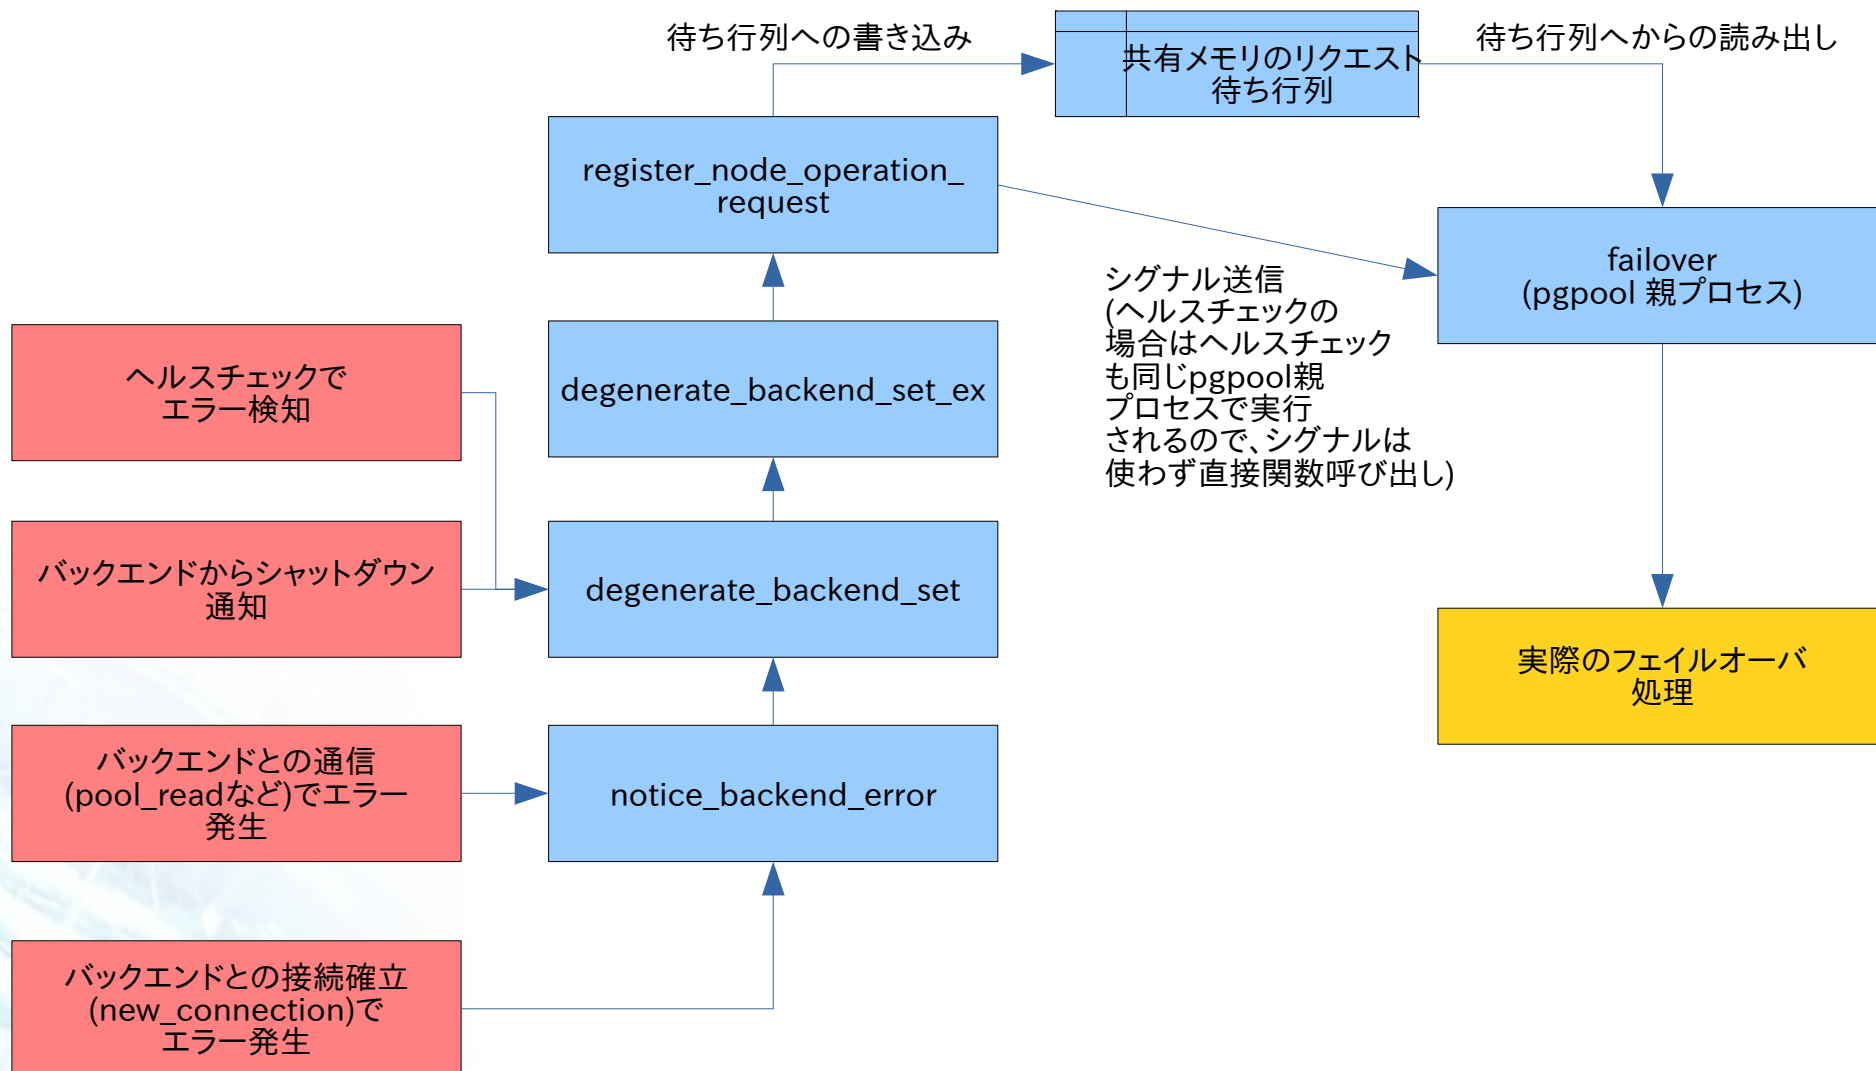 待ち行列への書き込み
共有メモリのリクエスト
待ち行列
待ち行列へからの読み出し
register_node_operation_
request
failover
(pgpool 親プロセス)
シグナル送信
(ヘルスチェックの
場合はヘルスチェック
も同じpgpool親
プロセスで実行
されるので、シグナルは
使わず直接関数呼び出し)
ヘルスチェックで
エラー検知
degenerate_backend_set_ex
バックエンドからシャットダウン
通知
degenerate_backend_set
実際のフェイルオーバ
処理
バックエンドとの通信
(pool_readなど)でエラー
発生
notice_backend_error
バックエンドとの接続確立
(new_connection)で
エラー発生